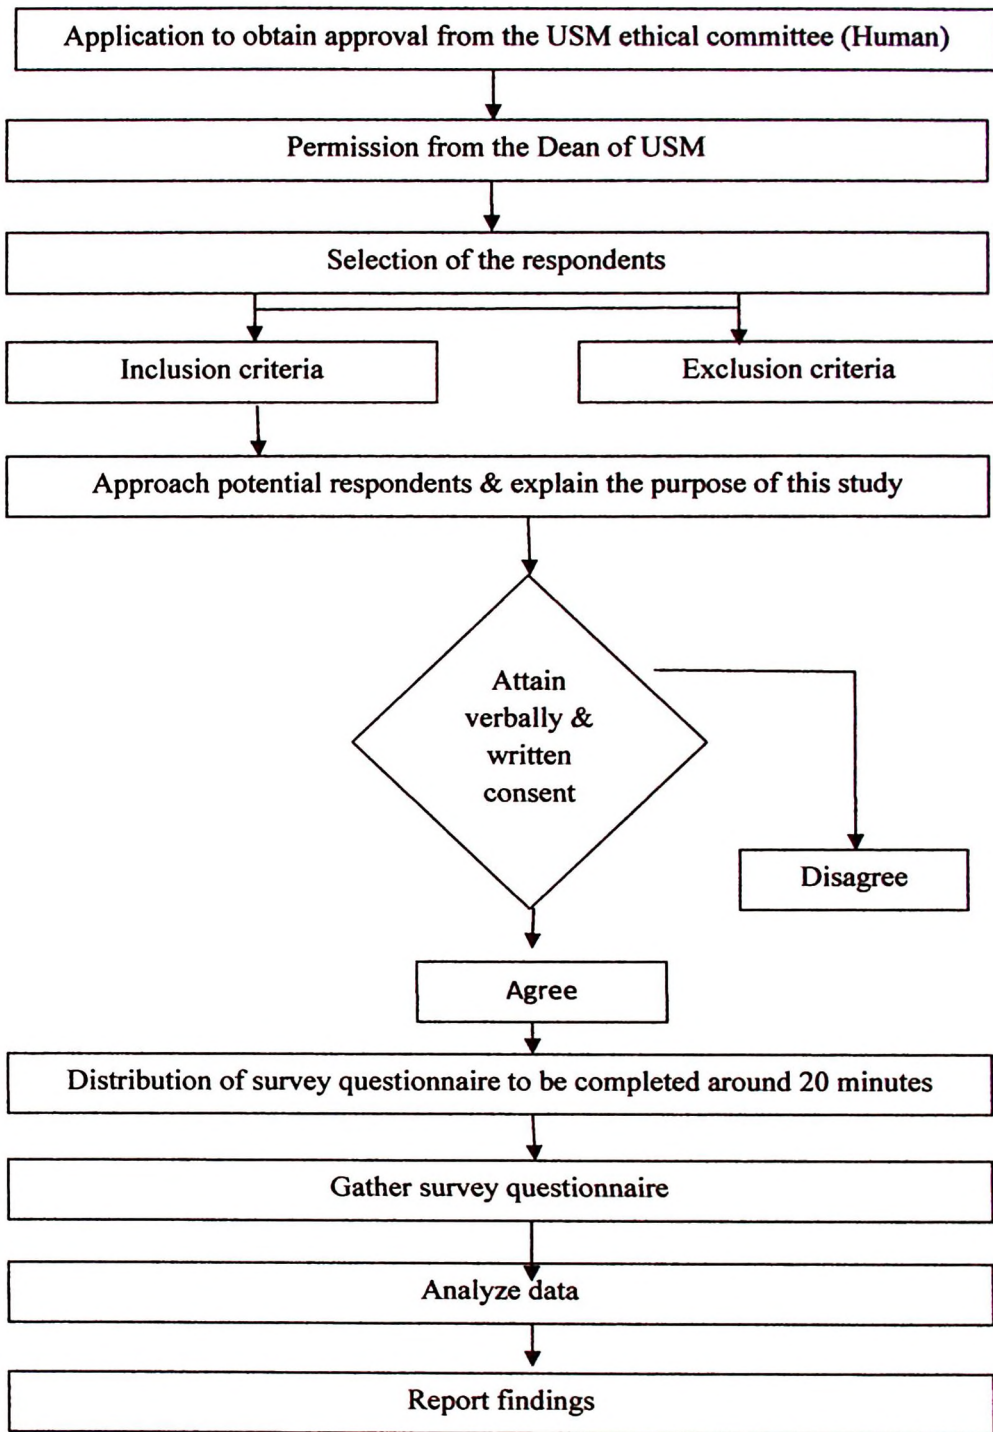 Application to obtain approval from the USM ethical committee (Human)
Permission from the Dean of USM
Selection of the respondents
Inclusion criteria
Exclusion criteria
Approach potential respondents & explain the purpose of this study
Attain
verbally &
written
consent
Disagree
Agree
Distribution of survey questionnaire to be completed around 20 minutes
Gather survey questionnaire
Analyze data
Report findings